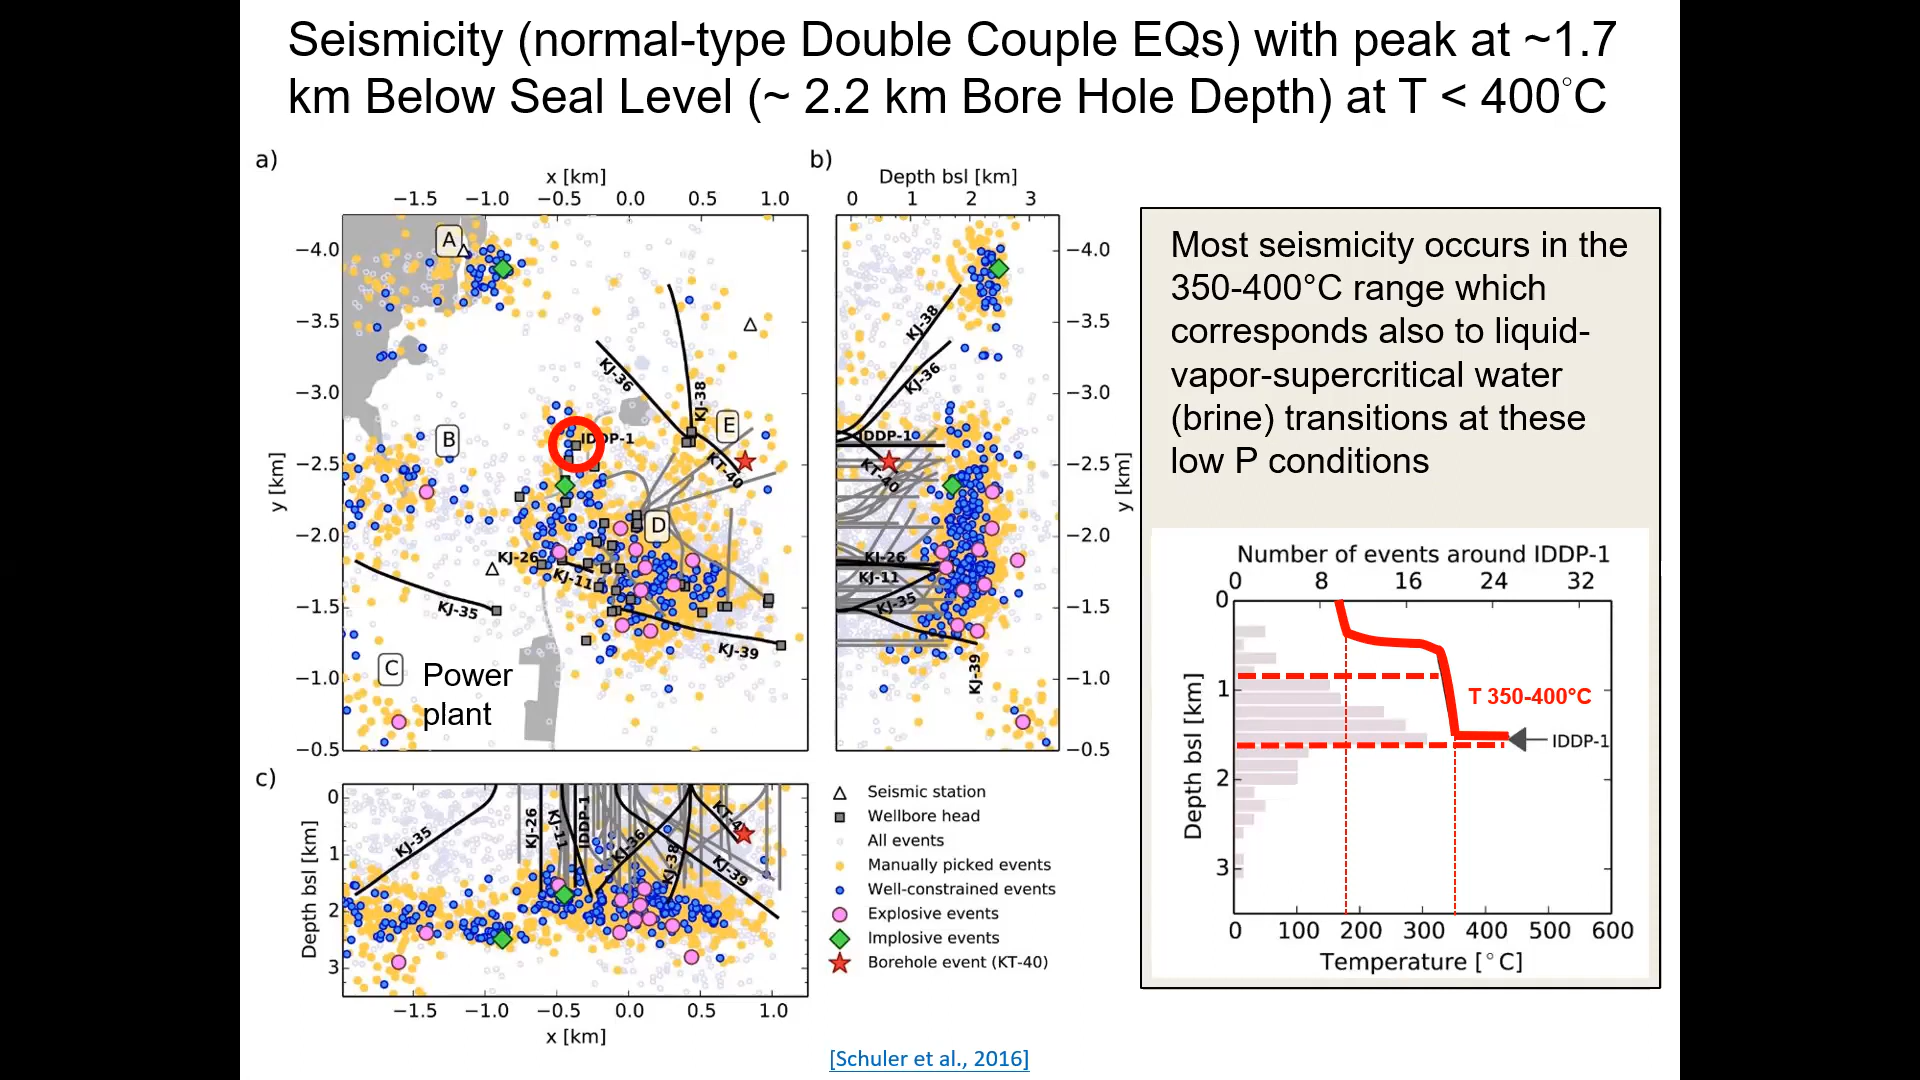 Seismicity (normal-type Double Couple EQs) with peak at ~1.7
km Below Seal Level (~ 2.2 km Bore Hole Depth) at T < 400°C
a)
x [km]
−1.5 −1.0 −0.5 0.0 0.5 1.0
−4.0
−3.5
−3.0
−2.5
−2.0
−1.5
−1.0
−0.5
y [km]
A
B
C
D
E
KJ-36
KJ-38
IDDP-1
KT-40
KJ-26
KJ-11
KJ-35
KJ-39
Power
plant
b)
Depth bsl [km]
0 1 2 3
KJ-38
KJ-36
IDDP-1
KT-40
KJ-26
KJ-11
KJ-35
KJ-39
−4.0
−3.5
−3.0
−2.5
−2.0
−1.5
−1.0
−0.5
y [km]
c)
Depth bsl [km]
0
1
2
3
KJ-35
KJ-26
KJ-11
IDDP-1
KJ-36
KJ-38
KT-4
KJ-39
−1.5 −1.0 −0.5 0.0 0.5 1.0
x [km]
Seismic station
Wellbore head
All events
Manually picked events
Well-constrained events
Explosive events
Implosive events
Borehole event (KT-40)
[Schuler et al., 2016]
Most seismicity occurs in the
350-400°C range which
corresponds also to liquid-
vapor-supercritical water
(brine) transitions at these
low P conditions
Number of events around IDDP-1
0 8 16 24 32
0
1
2
3
Depth bsl [km]
T 350-400°C
IDDP-1
0 100 200 300 400 500 600
Temperature [°C]